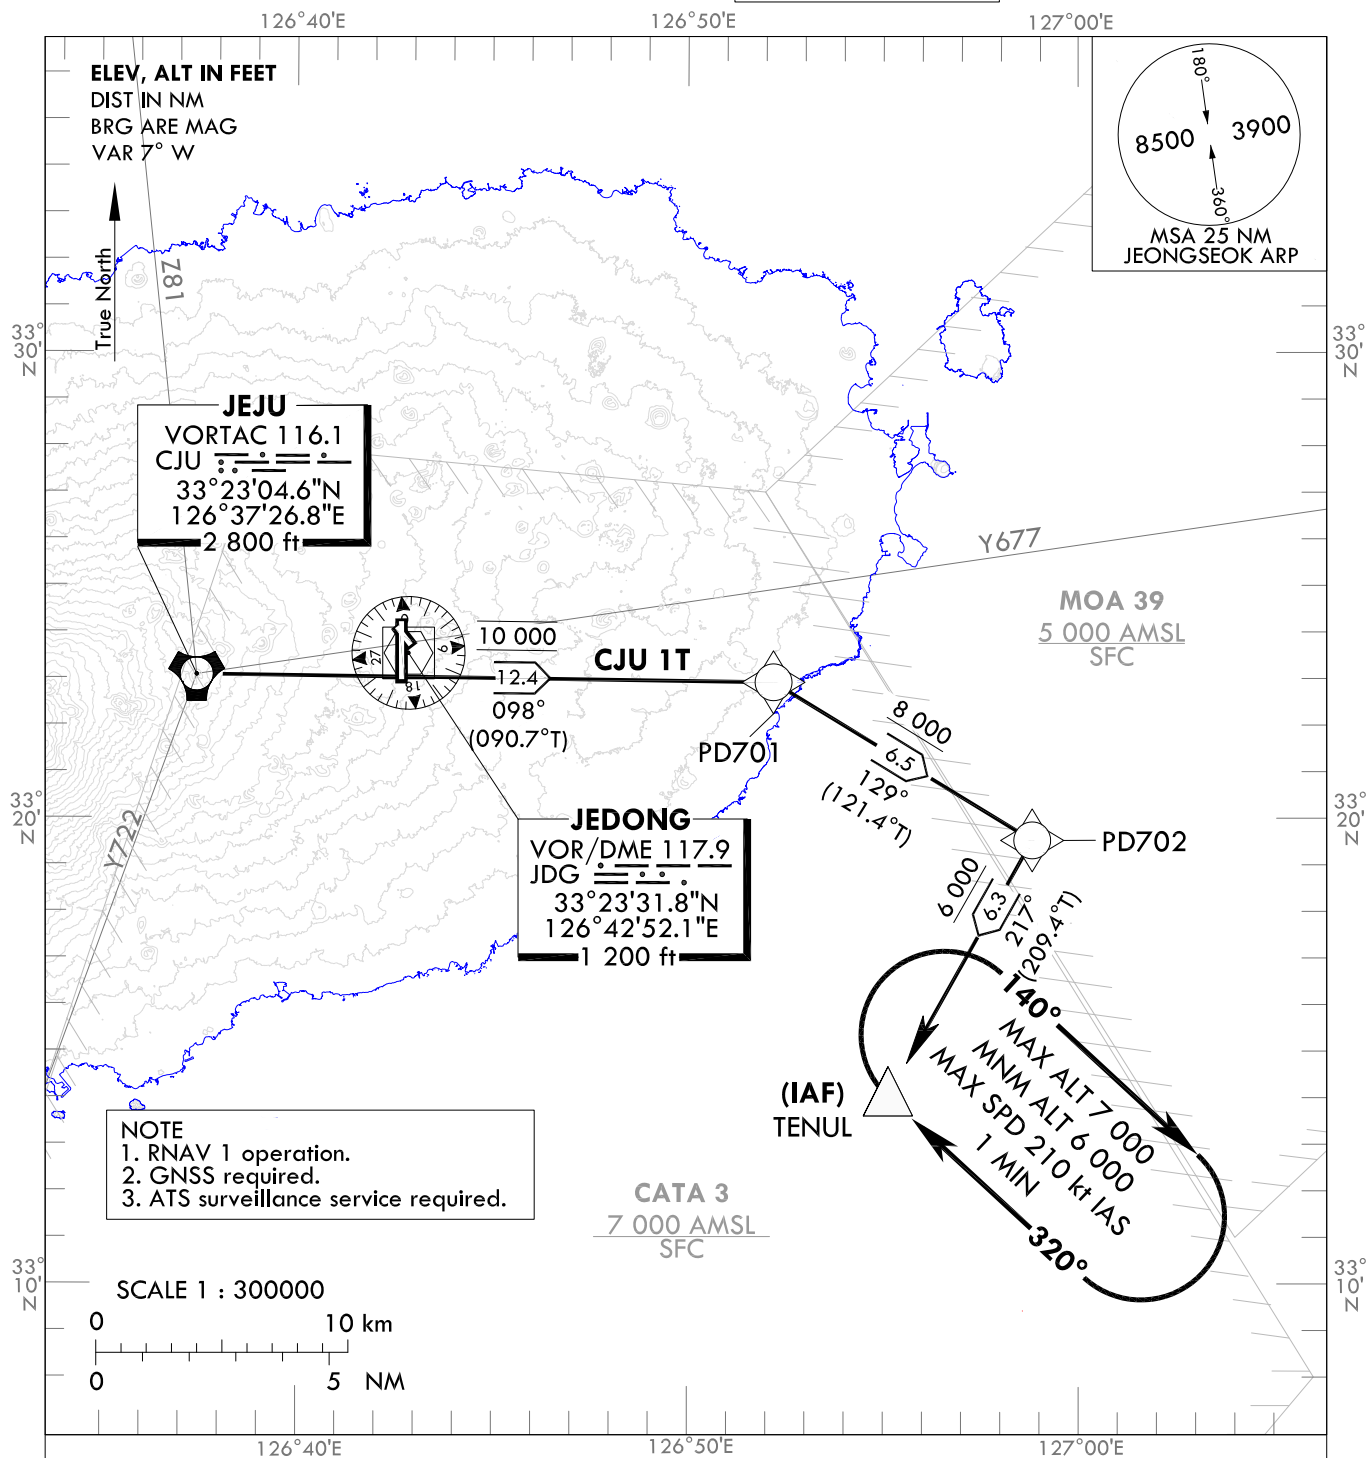 126°40'E
126°50'E
127°00'E
ELEV, ALT IN FEET
DIST IN NM
BRG ARE MAG
VAR 7° W
True North
Z81
180°
8500
3900
360°
MSA 25 NM
JEONGSEOK ARP
33°
30'
N
33°
30'
N
JEJU
VORTAC 116.1
CJU
33°23'04.6"N
126°37'26.8"E
2 800 ft
Y677
MOA 39
5 000 AMSL
SFC
27
9
18
10 000
12.4
098°
(090.7°T)
CJU 1T
PD701
8 000
6.5
129°
(121.4°T)
33°
20'
N
33°
20'
N
Y722
JEDONG
VOR/DME 117.9
JDG
33°23'31.8"N
126°42'52.1"E
1 200 ft
PD702
6 000
6.3
217°
(209.4°T)
140°
MAX ALT 7 000
MNM ALT 6 000
MAX SPD 210 kt IAS
1 MIN
320°
(IAF)
TENUL
NOTE
1. RNAV 1 operation.
2. GNSS required.
3. ATS surveillance service required.
CATA 3
7 000 AMSL
SFC
33°
10'
N
33°
10'
N
SCALE 1 : 300000
0
10 km
0
5
NM
126°40'E
126°50'E
127°00'E